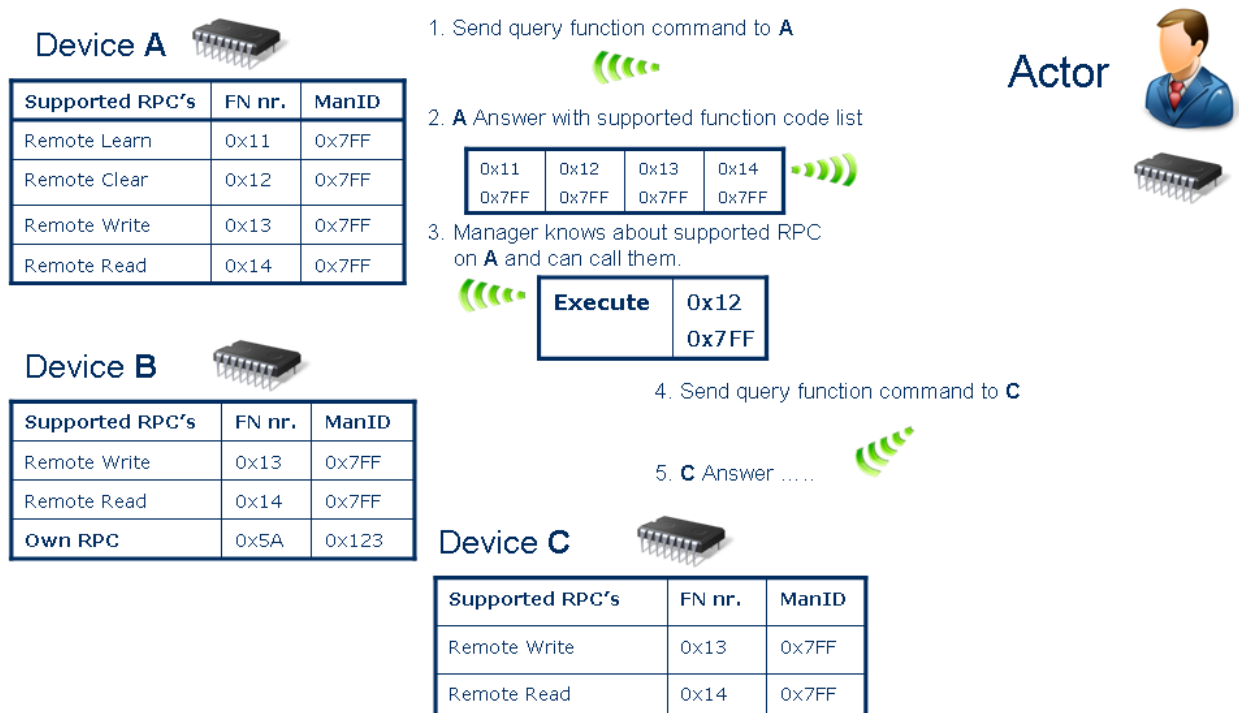 Device A
Supported RPC's FN nr. ManID
Remote Learn 0x11 0x7FF
Remote Clear 0x12 0x7FF
Remote Write 0x13 0x7FF
Remote Read 0x14 0x7FF
1. Send query function command to A
2. A Answer with supported function code list
0x11 0x12 0x13 0x14
0x7FF 0x7FF 0x7FF 0x7FF
3. Manager knows about supported RPC
on A and can call them.
Execute 0x12
0x7FF
Actor
Device B
Supported RPC's FN nr. ManID
Remote Write 0x13 0x7FF
Remote Read 0x14 0x7FF
Own RPC 0x5A 0x123
4. Send query function command to C
5. C Answer .....
Device C
Supported RPC's FN nr. ManID
Remote Write 0x13 0x7FF
Remote Read 0x14 0x7FF